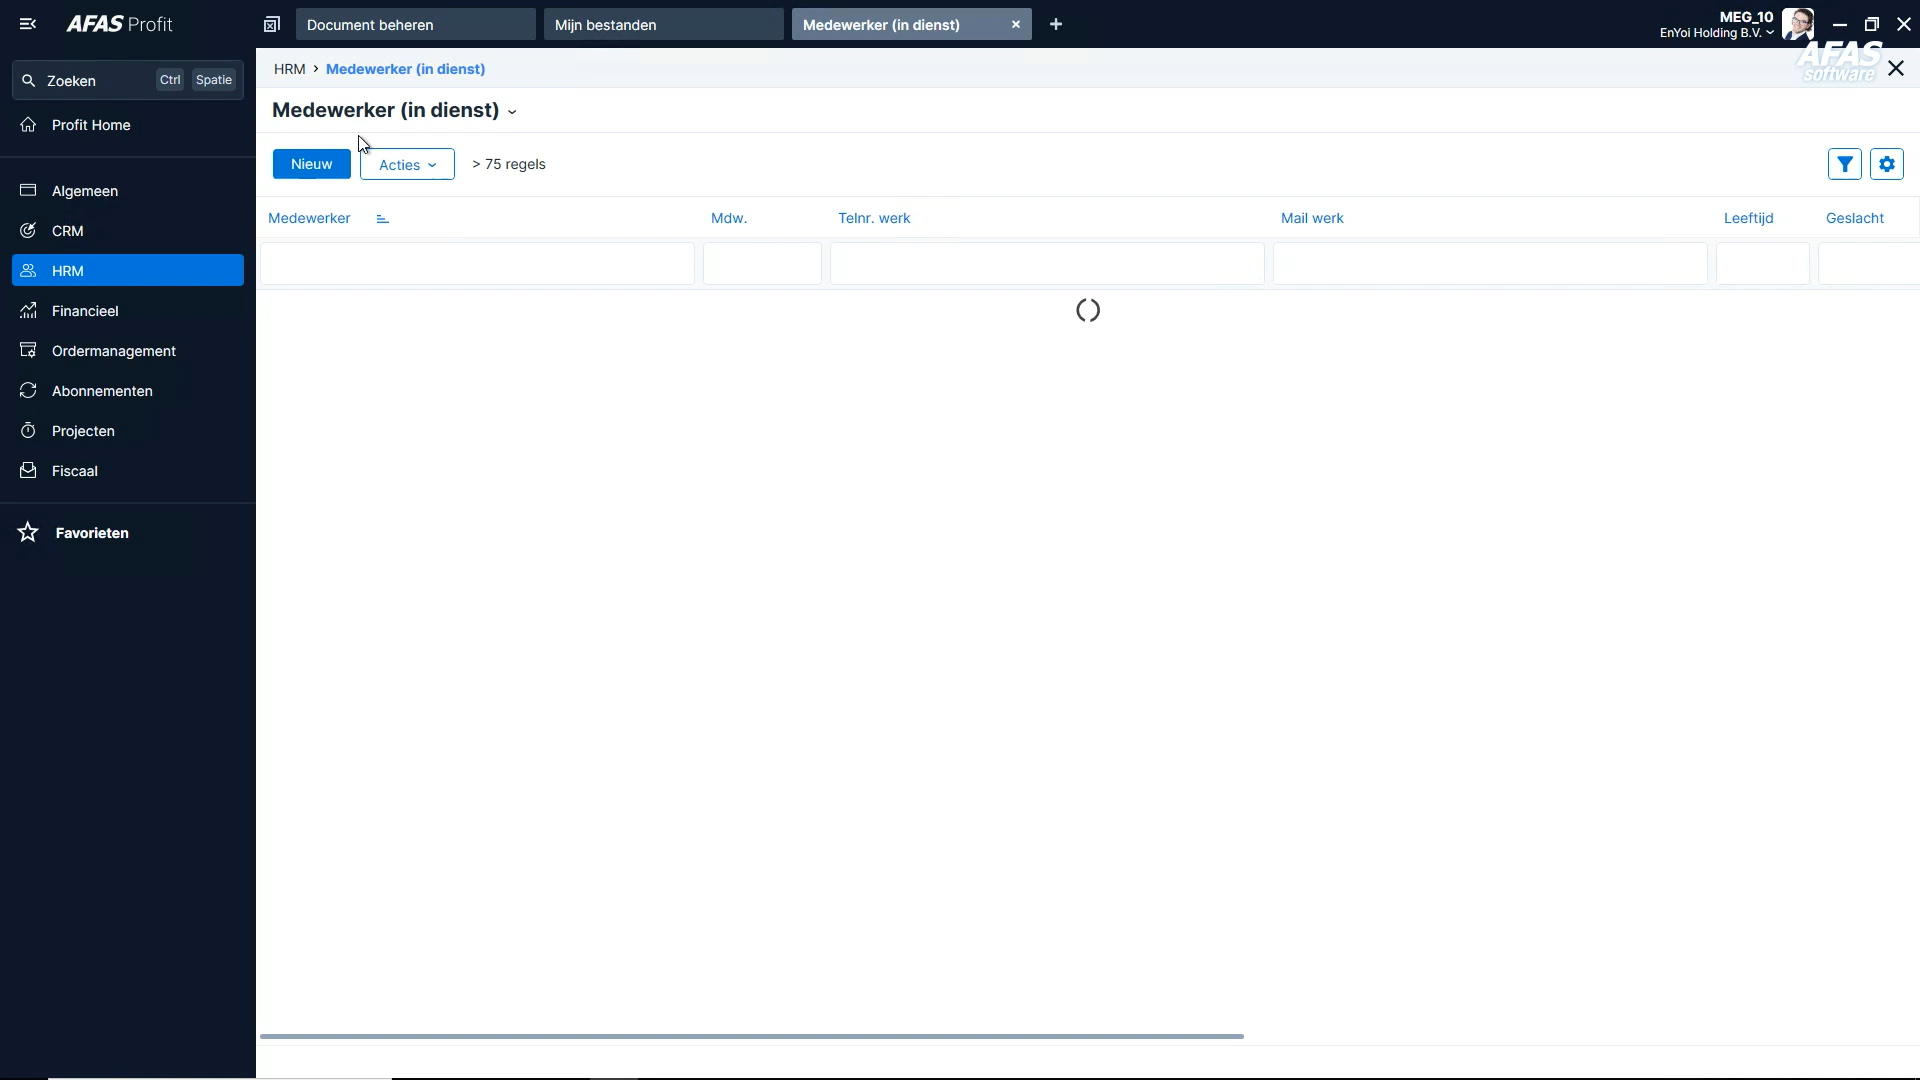 AFAS Profit
Document beheren
Mijn bestanden
Medewerker (in dienst)
MEG_10
EnYoi Holding B.V.
AFAS
software
HRM > Medewerker (in dienst)
Zoeken Ctrl Spatie
Medewerker (in dienst)
Profit Home
Nieuw
Acties
> 75 regels
Algemeen
CRM
HRM
Financieel
Ordermanagement
Abonnementen
Projecten
Fiscaal
Favorieten
Medewerker Mdw. Telnr. werk Mail werk Leeftijd Geslacht